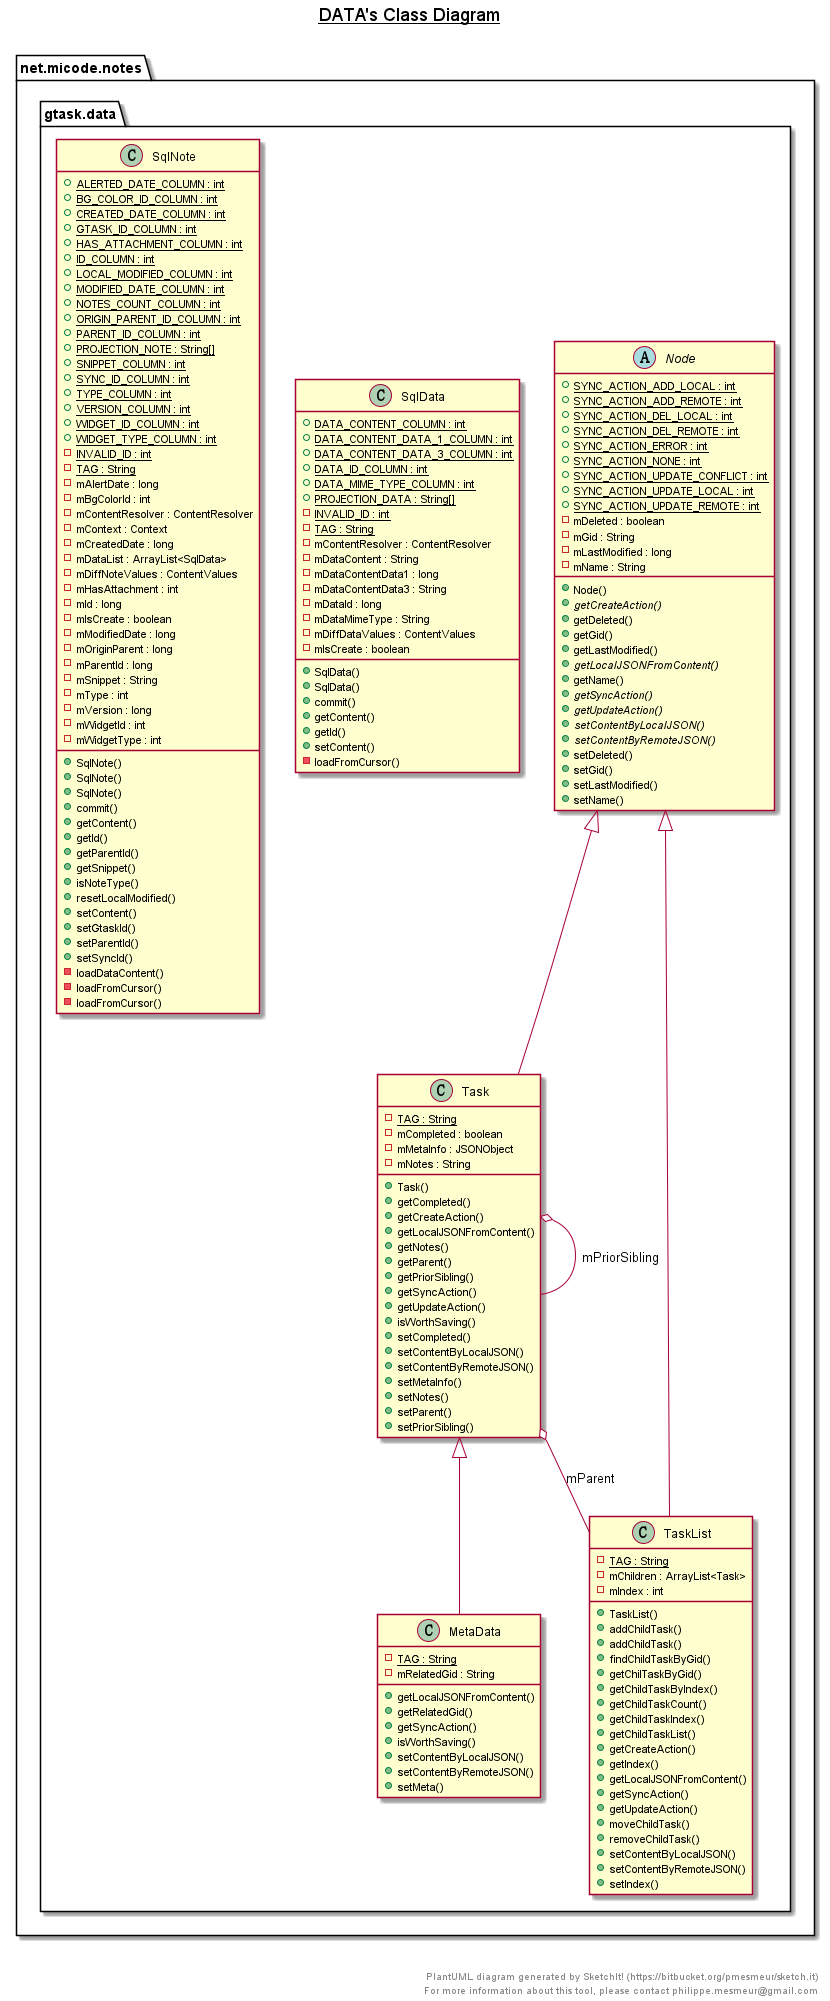 DATA's Class Diagram
net.micode.notes
gtask.data
C SqlNote
ALERTED_DATE_COLUMN : int
BG_COLOR_ID_COLUMN : int
CREATED_DATE_COLUMN : int
GTASK_ID_COLUMN : int
HAS_ATTACHMENT_COLUMN : int
ID_COLUMN : int
LOCAL_MODIFIED_COLUMN : int
MODIFIED_DATE_COLUMN : int
NOTES_COUNT_COLUMN : int
ORIGIN_PARENT_ID_COLUMN : int
PARENT_ID_COLUMN : int
PROJECTION_NOTE : String[]
SNIPPET_COLUMN : int
SYNC_ID_COLUMN : int
TYPE_COLUMN : int
VERSION_COLUMN : int
WIDGET_ID_COLUMN : int
WIDGET_TYPE_COLUMN : int
INVALID_ID : int
TAG : String
mAlertDate : long
mBgColorId : int
mContentResolver : ContentResolver
mContext : Context
mCreatedDate : long
mDataList : ArrayList<SqlData>
mDiffNoteValues : ContentValues
mHasAttachment : int
mId : long
mIsCreate : boolean
mModifiedDate : long
mOriginParent : long
mParentId : long
mSnippet : String
mType : int
mVersion : long
mWidgetId : int
mWidgetType : int
SqlNote()
SqlNote()
SqlNote()
commit()
getContent()
getId()
getParentId()
getSnippet()
isNoteType()
resetLocalModified()
setContent()
setGtaskId()
setParentId()
setSyncId()
loadDataContent()
loadFromCursor()
loadFromCursor()
C SqlData
DATA_CONTENT_COLUMN : int
DATA_CONTENT_DATA_1_COLUMN : int
DATA_CONTENT_DATA_3_COLUMN : int
DATA_ID_COLUMN : int
DATA_MIME_TYPE_COLUMN : int
PROJECTION_DATA : String[]
INVALID_ID : int
TAG : String
mContentResolver : ContentResolver
mDataContent : String
mDataContentData1 : long
mDataContentData3 : String
mDataId : long
mDataMimeType : String
mDiffDataValues : ContentValues
mIsCreate : boolean
SqlData()
SqlData()
commit()
getContent()
getId()
setContent()
loadFromCursor()
A Node
SYNC_ACTION_ADD_LOCAL : int
SYNC_ACTION_ADD_REMOTE : int
SYNC_ACTION_DEL_LOCAL : int
SYNC_ACTION_DEL_REMOTE : int
SYNC_ACTION_ERROR : int
SYNC_ACTION_NONE : int
SYNC_ACTION_UPDATE_CONFLICT : int
SYNC_ACTION_UPDATE_LOCAL : int
SYNC_ACTION_UPDATE_REMOTE : int
mDeleted : boolean
mGid : String
mLastModified : long
mName : String
Node()
getCreateAction()
getDeleted()
getGid()
getLastModified()
getLocalJSONFromContent()
getName()
getSyncAction()
getUpdateAction()
setContentByLocalJSON()
setContentByRemoteJSON()
setDeleted()
setGid()
setLastModified()
setName()
C Task
TAG : String
mCompleted : boolean
mMetaInfo : JSONObject
mNotes : String
Task()
getCompleted()
getCreateAction()
getLocalJSONFromContent()
getNotes()
getParent()
getPriorSibling()
getSyncAction()
getUpdateAction()
isWorthSaving()
setCompleted()
setContentByLocalJSON()
setContentByRemoteJSON()
setMetaInfo()
setNotes()
setParent()
setPriorSibling()
mPriorSibling
mParent
C TaskList
TAG : String
mChildren : ArrayList<Task>
mIndex : int
TaskList()
addChildTask()
addChildTask()
findChildTaskByGid()
getChilTaskByGid()
getChildTaskByIndex()
getChildTaskCount()
getChildTaskIndex()
getChildTaskList()
getCreateAction()
getIndex()
getLocalJSONFromContent()
getSyncAction()
getUpdateAction()
moveChildTask()
removeChildTask()
setContentByLocalJSON()
setContentByRemoteJSON()
setIndex()
C MetaData
TAG : String
mRelatedGid : String
getLocalJSONFromContent()
getRelatedGid()
getSyncAction()
isWorthSaving()
setContentByLocalJSON()
setContentByRemoteJSON()
setMeta()
PlantUML diagram generated by SketchIt! (https://bitbucket.org/pmesmeur/sketch.it)
For more information about this tool, please contact philippe.mesmeur@gmail.com